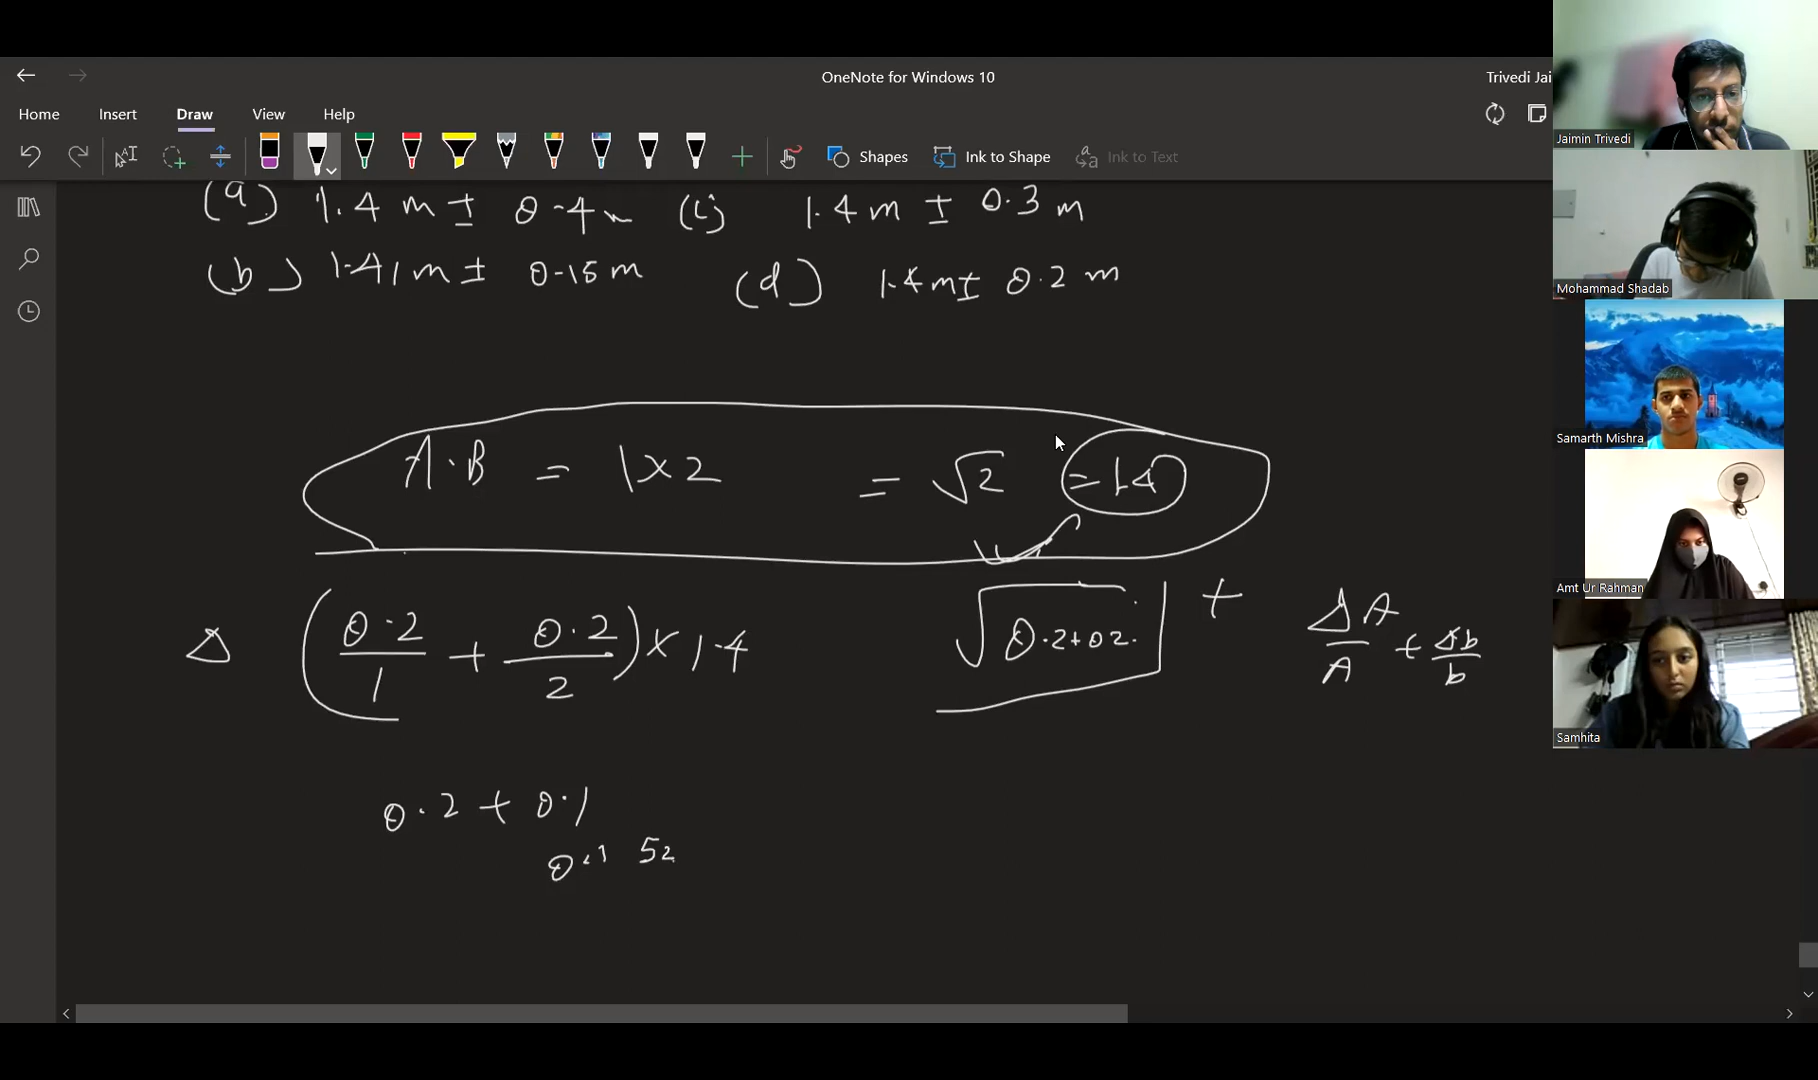 OneNote for Windows 10
Trivedi Jai
Home Insert Draw View Help
Shapes Ink to Shape Ink to Text
(a) 1.4 m ± 0.4 m (c) 1.4 m ± 0.3 m
(b) 1.41 m ± 0.15 m (d) 1.4 m ± 0.2 m
A·B = 1×2 = √2 = 1.4
Δ (0.2/1 + 0.2/2) × 1.4 √0.2+0.2 + ΔA/A + Δb/b
0.2 + 0.1
Jaimin Trivedi
Mohammad Shadab
Samarth Mishra
Amt Ur Rahman
Samhita